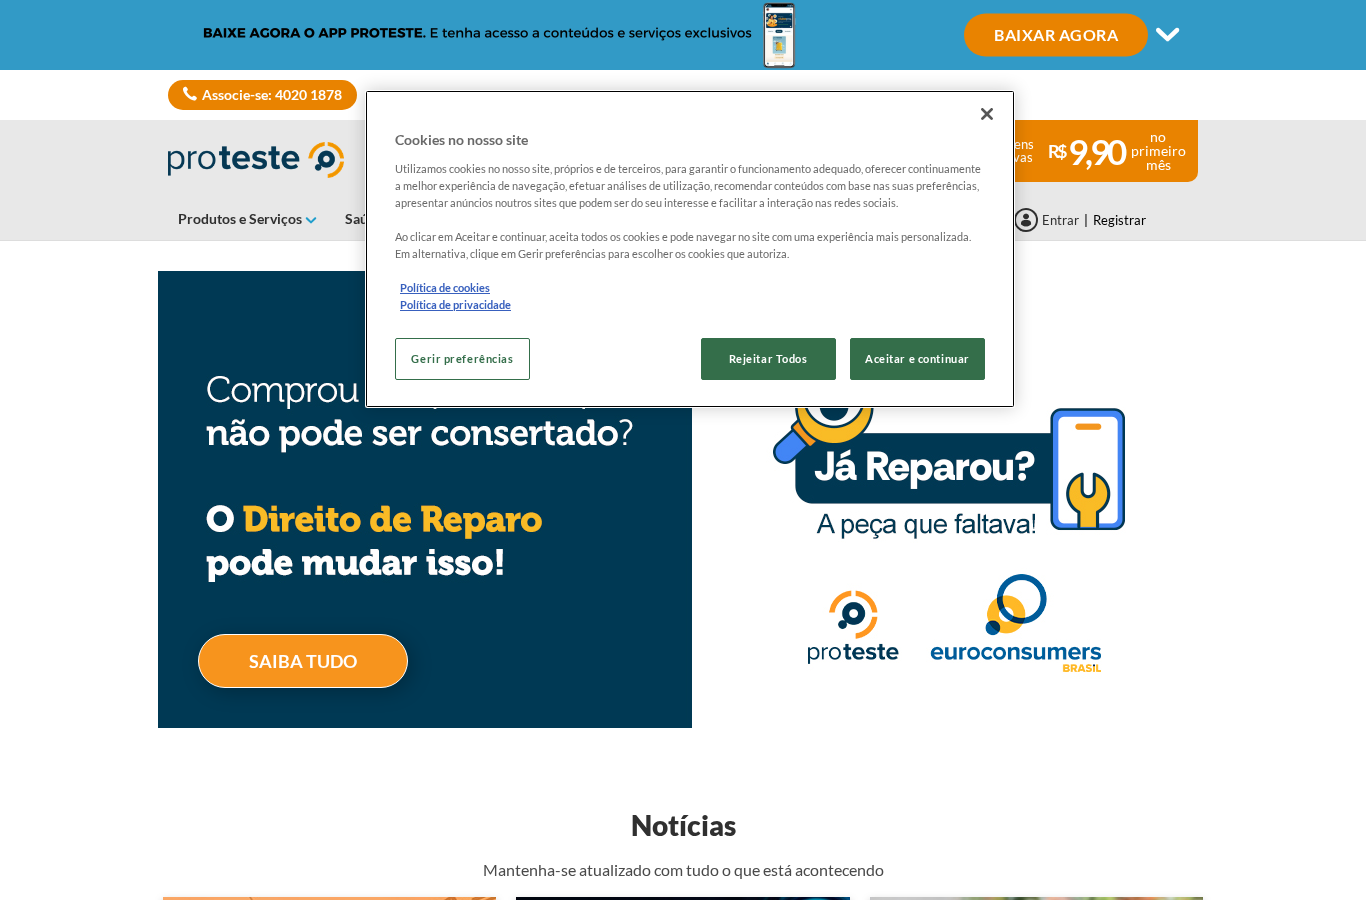 BAIXE AGORA O APP PROTESTE. E tenha acesso a conteúdos e serviços exclusivos
BAIXAR AGORA
Associe-se: 4020 1878
Cookies no nosso site
Utilizamos cookies no nosso site, próprios e de terceiros, para garantir o funcionamento adequado, oferecer continuamente
a melhor experiência de navegação, efetuar análises de utilização, recomendar conteúdos com base nas suas preferências,
apresentar anúncios noutros sites que podem ser do seu interesse e facilitar a interação nas redes sociais.
Ao clicar em Aceitar e continuar, aceita todos os cookies e pode navegar no site com uma experiência mais personalizada.
Em alternativa, clique em Gerir preferências para escolher os cookies que autoriza.
Política de cookies
Política de privacidade
Gerir preferências
Rejeitar Todos
Aceitar e continuar
proteste
R$ 9,90
no
primeiro
mês
Produtos e Serviços
Entrar | Registrar
Comprou
não pode ser consertado?
O Direito de Reparo
pode mudar isso!
SAIBA TUDO
Já Reparou?
A peça que faltava!
proteste
euroconsumers
BRASIL
Notícias
Mantenha-se atualizado com tudo o que está acontecendo